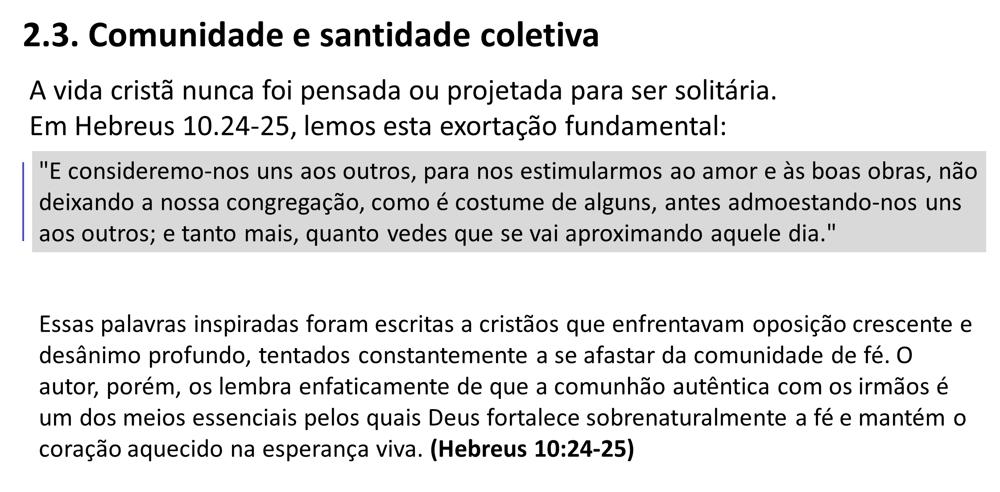 2.3. Comunidade e santidade coletiva
A vida cristã nunca foi pensada ou projetada para ser solitária.
Em Hebreus 10.24-25, lemos esta exortação fundamental:
"E consideremo-nos uns aos outros, para nos estimularmos ao amor e às boas obras, não
deixando a nossa congregação, como é costume de alguns, antes admoestando-nos uns
aos outros; e tanto mais, quanto vedes que se vai aproximando aquele dia."
Essas palavras inspiradas foram escritas a cristãos que enfrentavam oposição crescente e
desânimo profundo, tentados constantemente a se afastar da comunidade de fé. O
autor, porém, os lembra enfaticamente de que a comunhão autêntica com os irmãos é
um dos meios essenciais pelos quais Deus fortalece sobrenaturalmente a fé e mantém o
coração aquecido na esperança viva. (Hebreus 10:24-25)